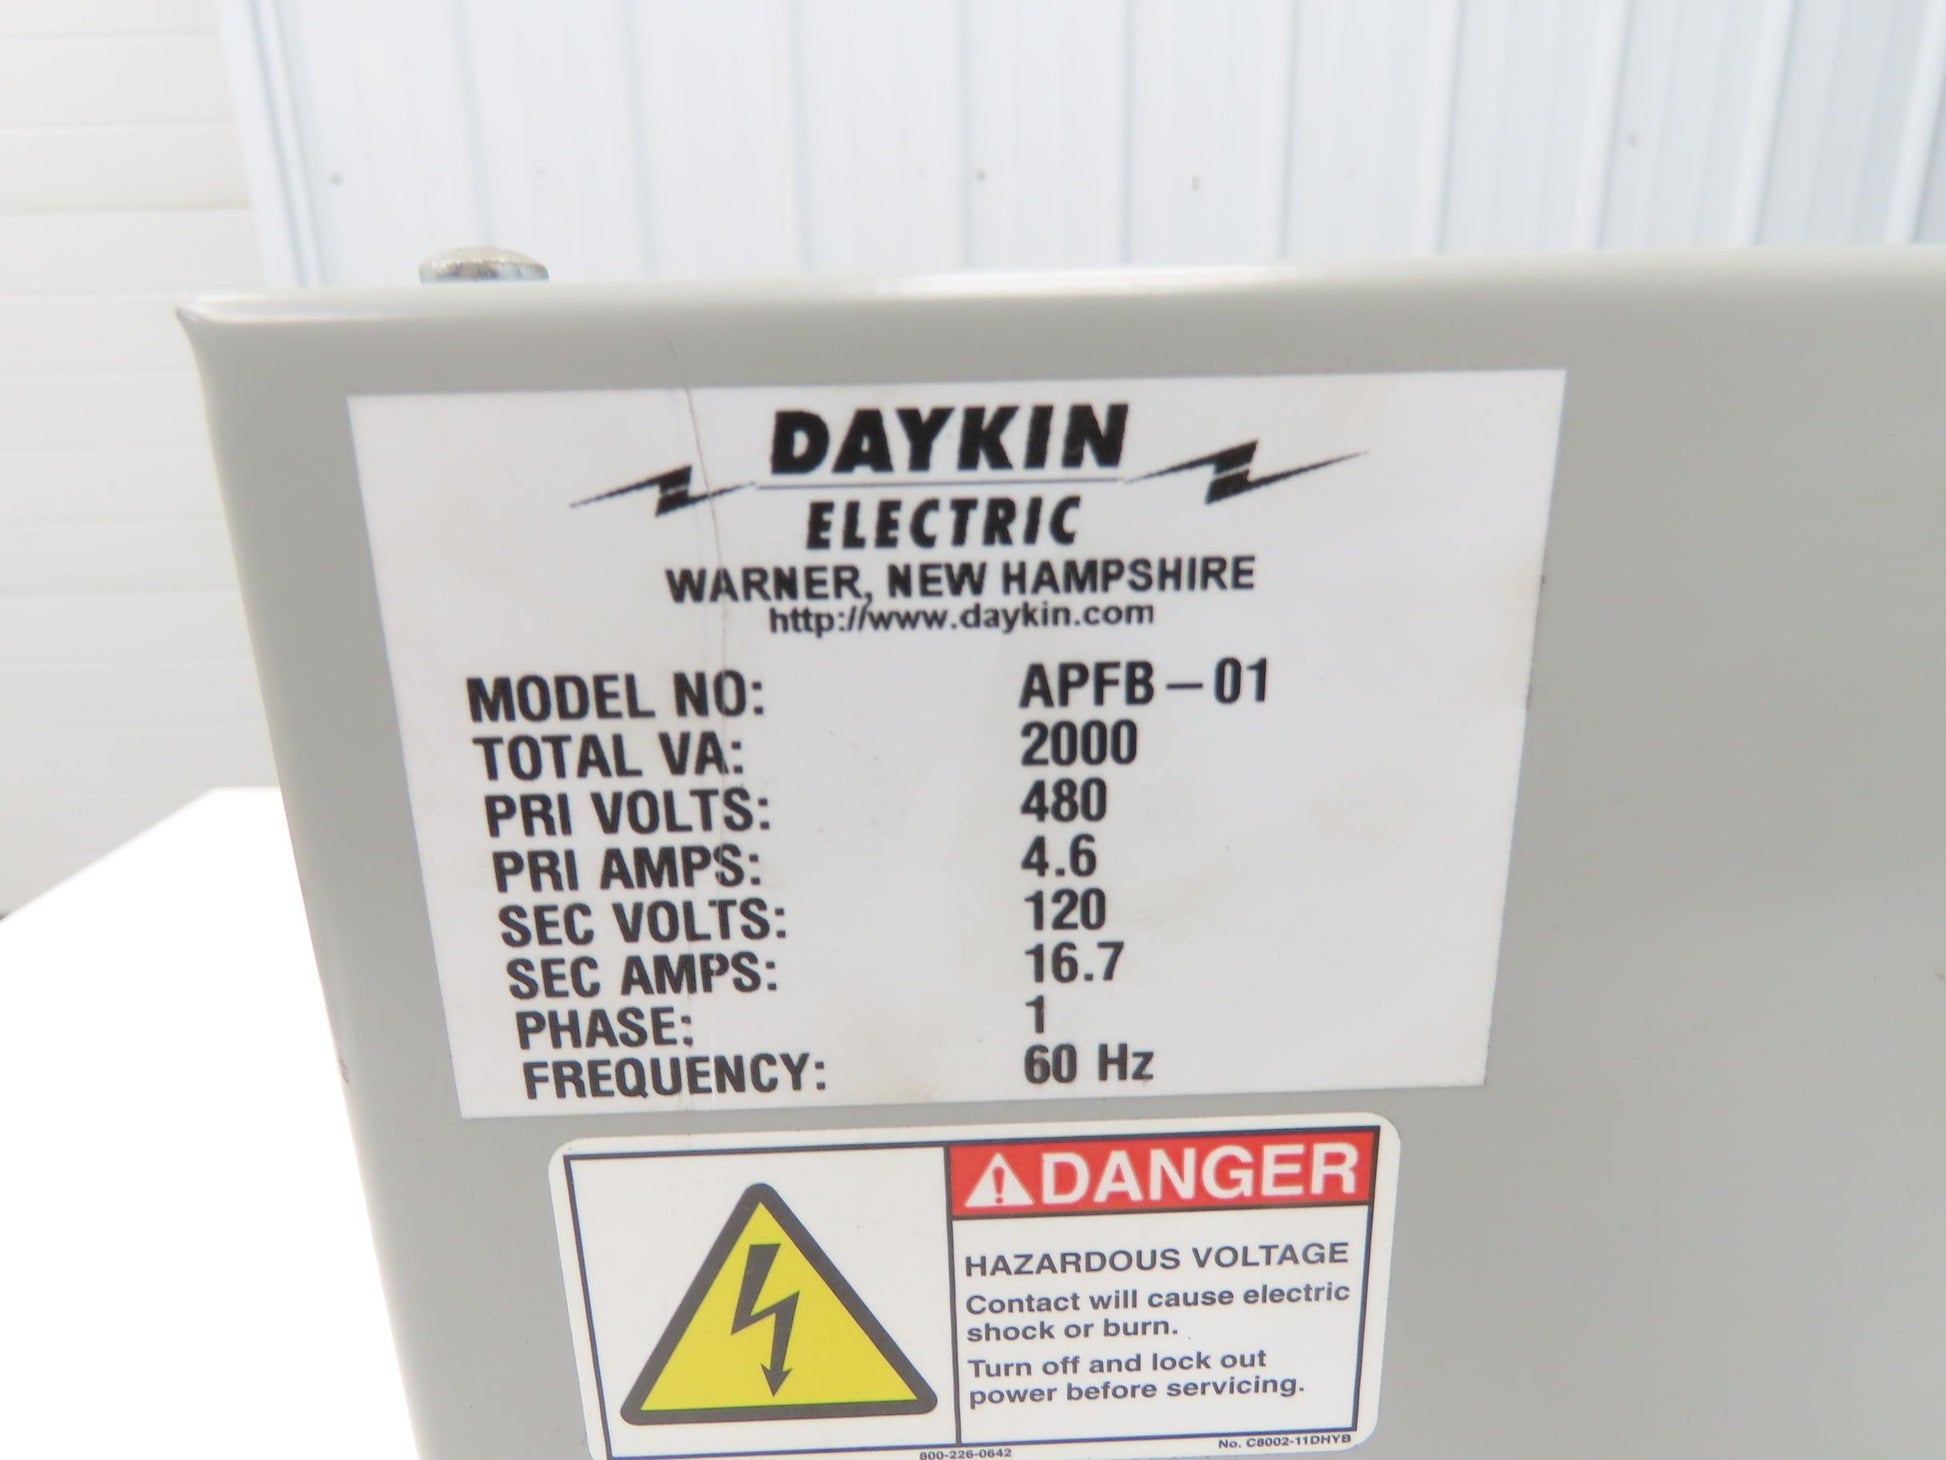 DAYKIN
ELECTRIC
WARNER, NEW HAMPSHIRE
http://www.daykin.com
MODEL NO: APFB-01
TOTAL VA: 2000
PRI VOLTS: 480
PRI AMPS: 4.6
SEC VOLTS: 120
SEC AMPS: 16.7
PHASE: 1
FREQUENCY: 60 Hz
DANGER
HAZARDOUS VOLTAGE
Contact will cause electric
shock or burn.
Turn off and lock out
power before servicing.
800-226-0642 No. C8002-11DHYB